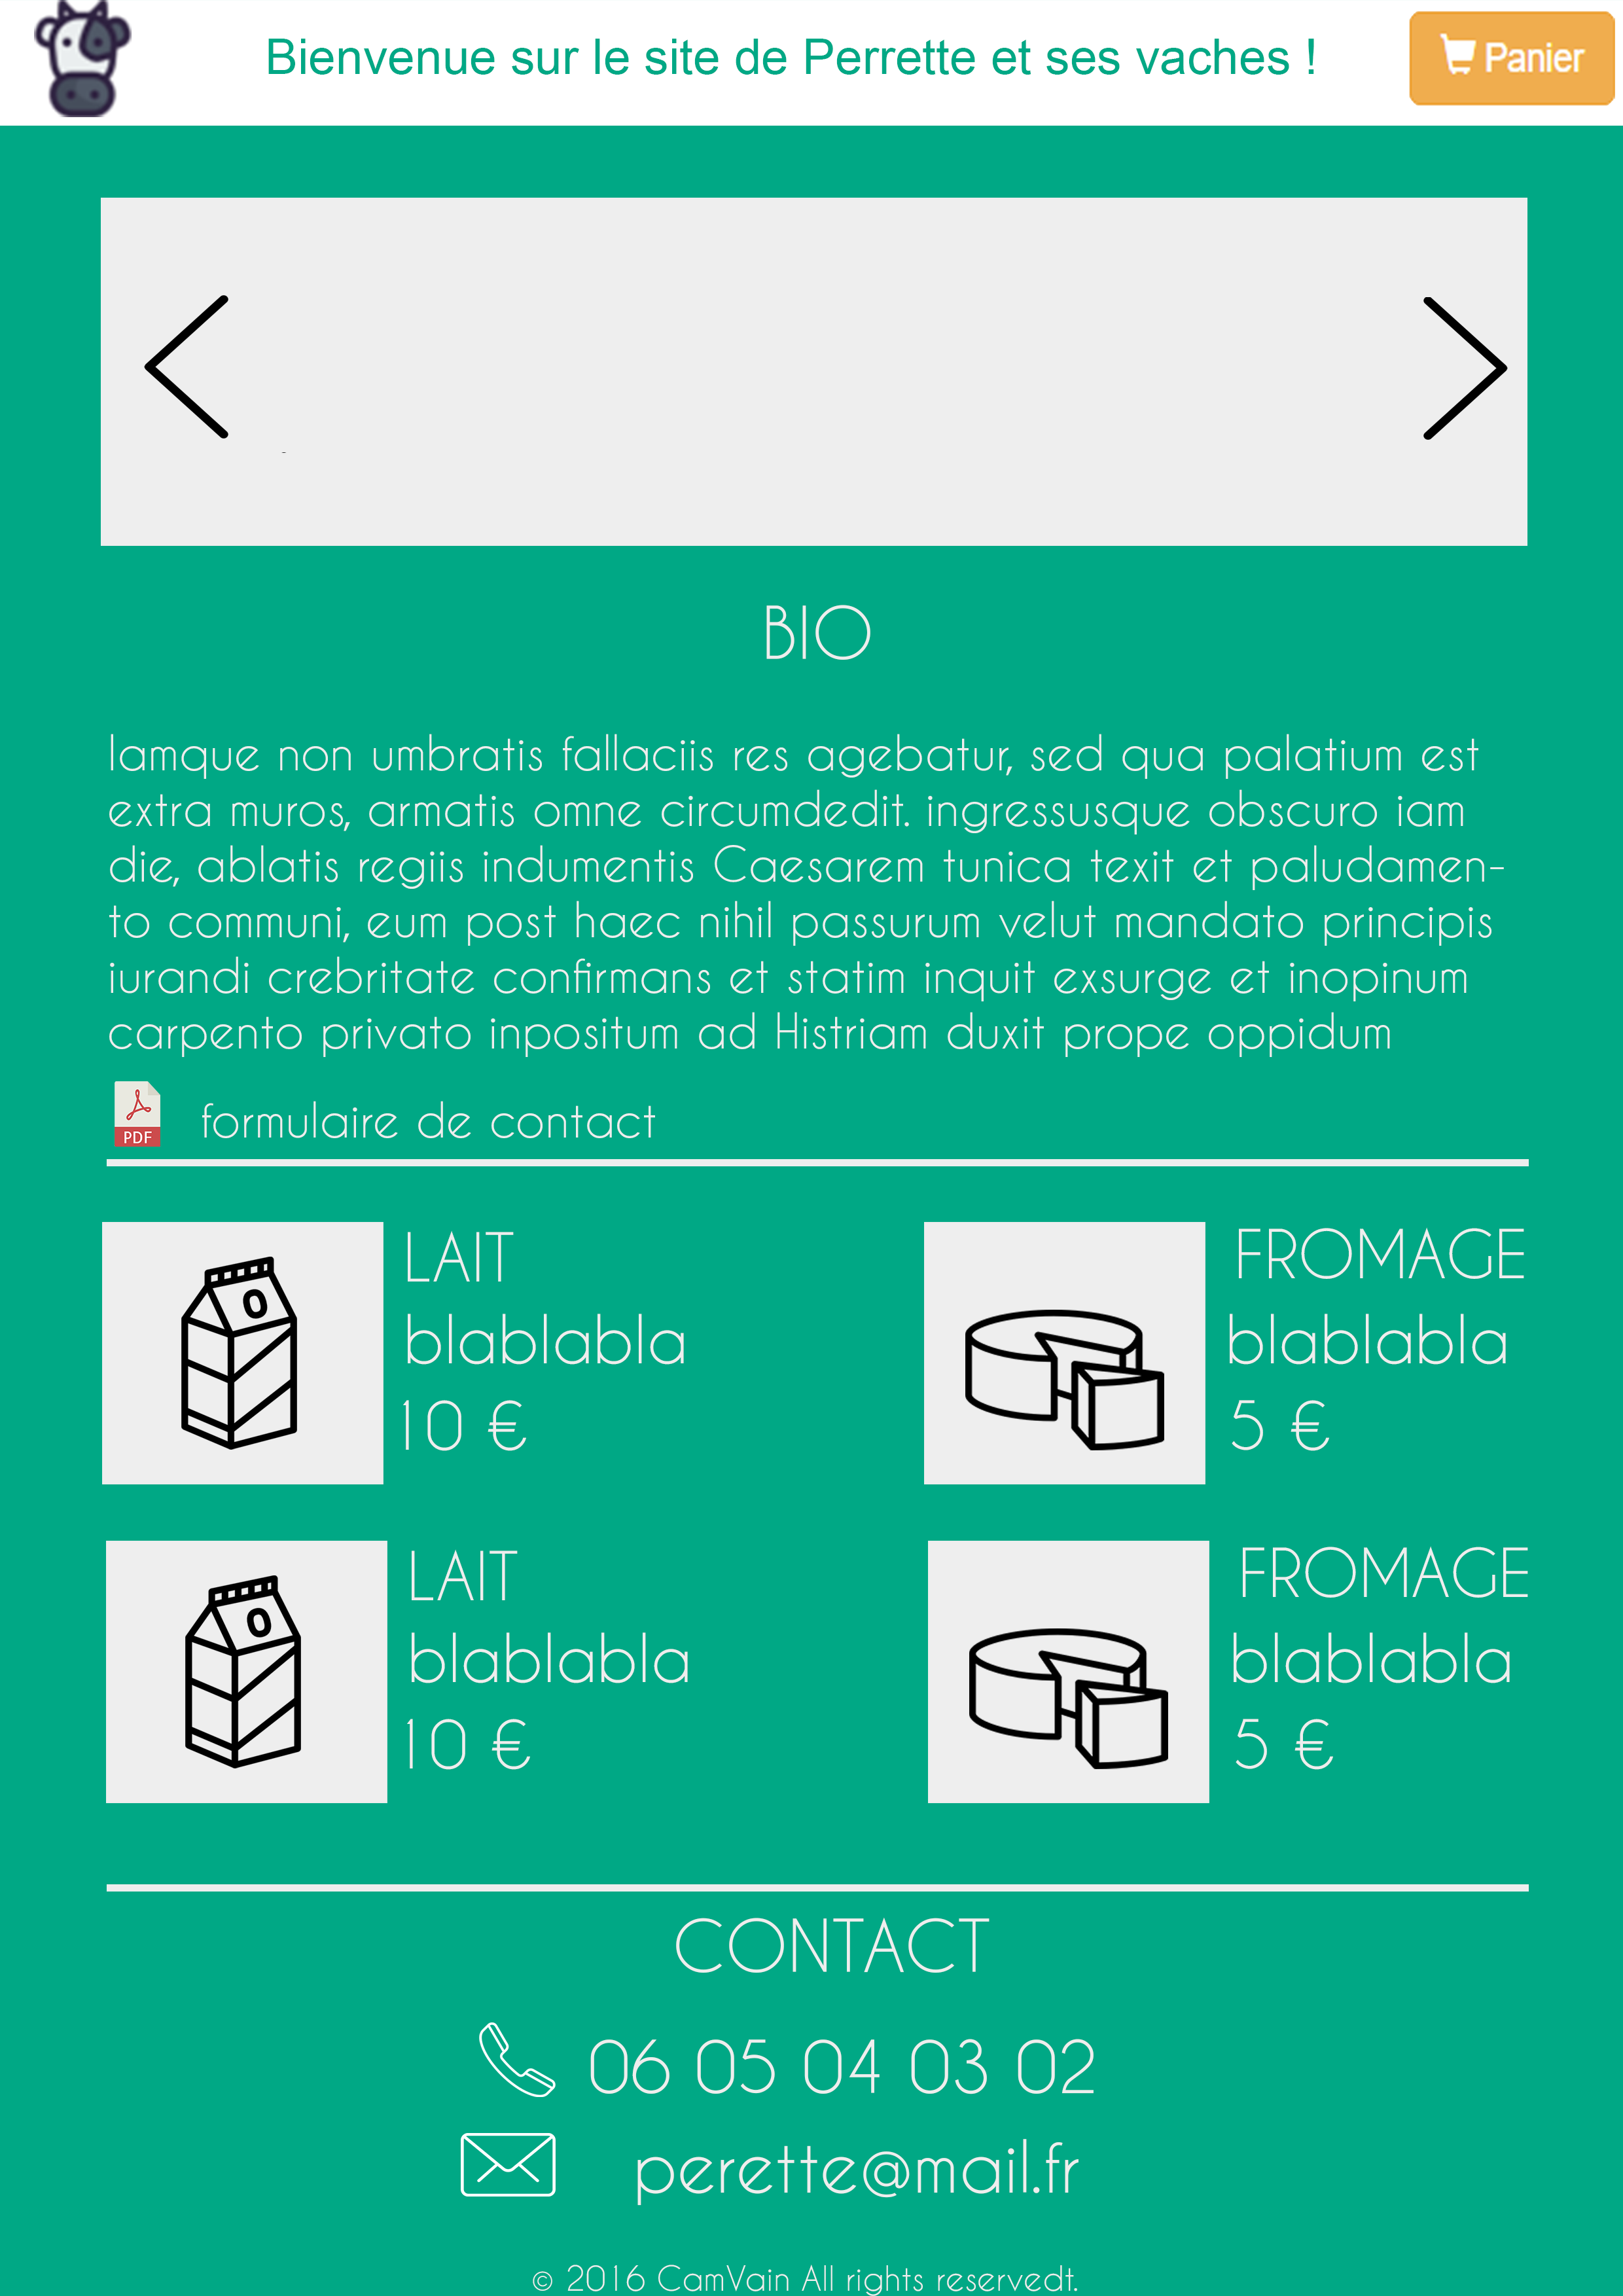 Bienvenue sur le site de Perrette et ses vaches !
Panier
BIO
Iamque non umbratis fallaciis res agebatur, sed qua palatium est
extra muros, armatis omne circumdedit. ingressusque obscuro iam
die, ablatis regiis indumentis Caesarem tunica texit et paludamen-
to communi, eum post haec nihil passurum velut mandato principis
iurandi crebritate confirmans et statim inquit exsurge et inopinum
carpento privato inpositum ad Histriam duxit prope oppidum
PDF
formulaire de contact
LAIT
blablabla
10 €
FROMAGE
blablabla
5 €
LAIT
blablabla
10 €
FROMAGE
blablabla
5 €
CONTACT
06 05 04 03 02
perette@mail.fr
© 2016 CamVain All rights reservedt.